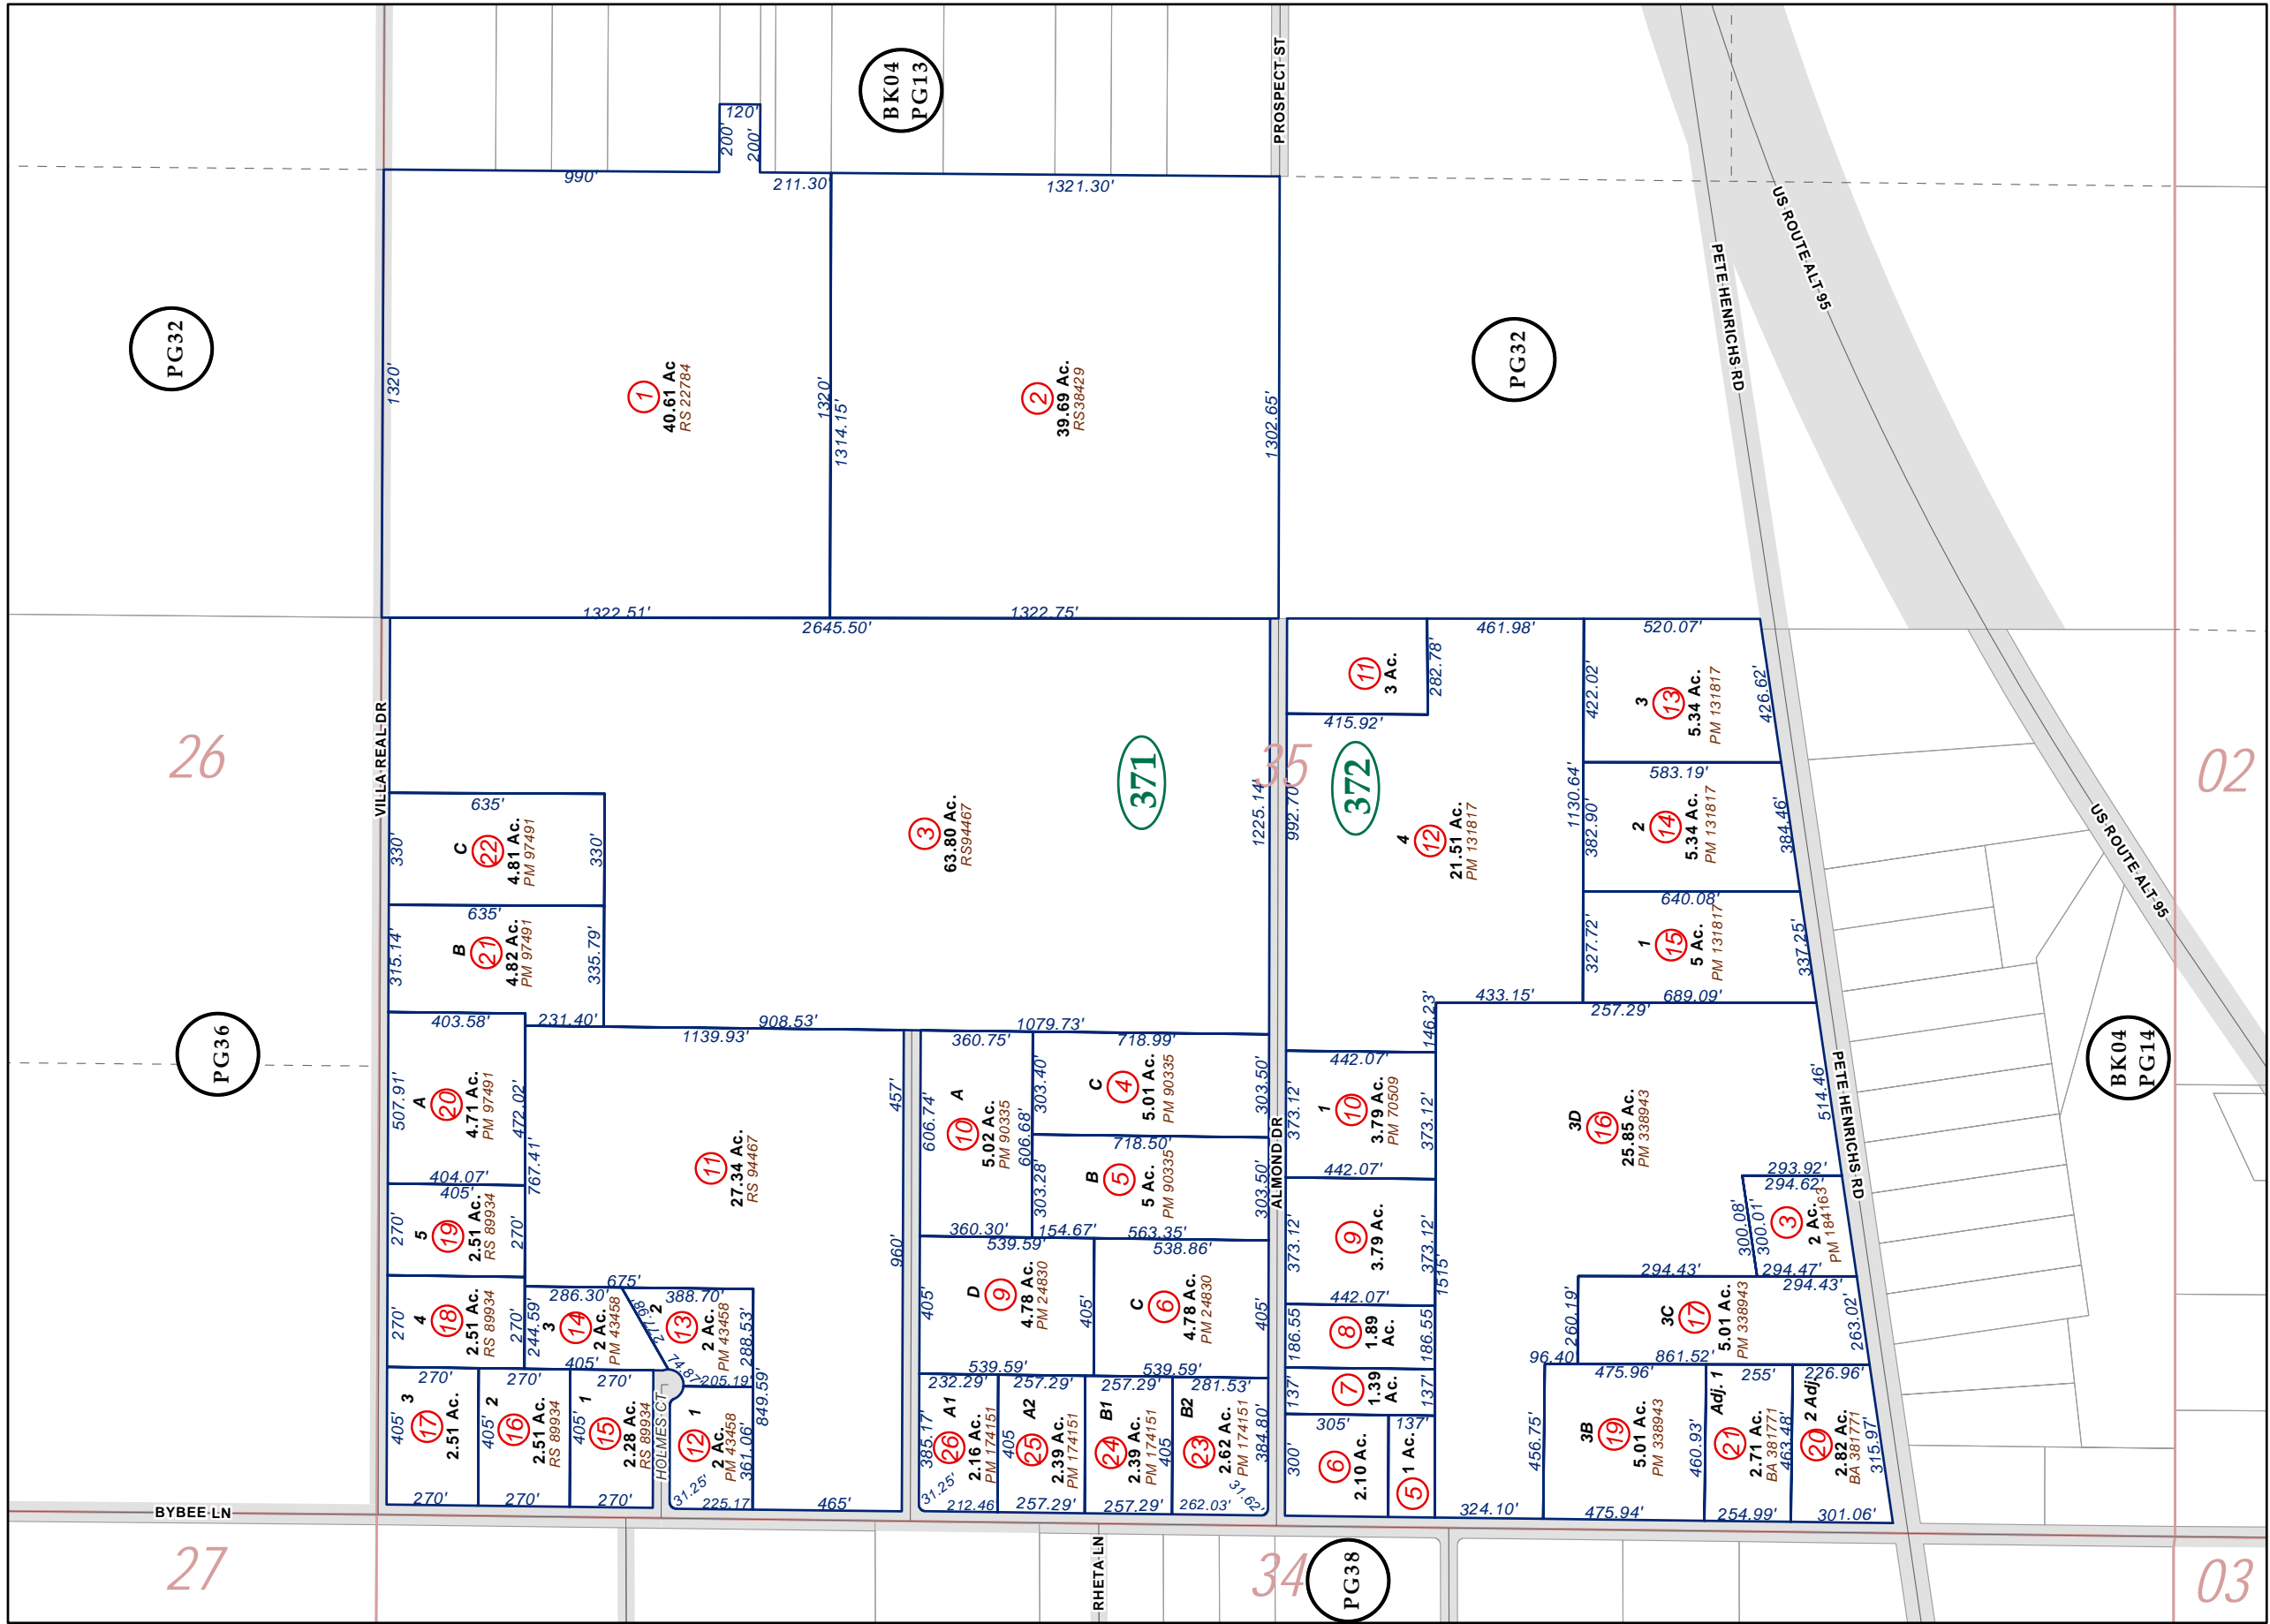 BK04
PG13
PROSPECT ST
120'
200'
200'
990'
211.30'
1321.30'
US ROUTE ALT 95
PETE HENRICHS RD
PG32
PG32
1320'
1
40.61 Ac
RS 22784
1320'
1314.15'
2
39.69 Ac.
RS38429
1302.65'
1322.51'
1322.75'
2645.50'
461.98'
520.07'
11
3 Ac.
282.78'
415.92'
422.02'
3
13
5.34 Ac.
PM 131817
426.62'
26
VILLA REAL DR
371
35
372
02
635'
330'
C
22
4.81 Ac.
PM 97491
330'
3
63.80 Ac.
RS94467
1225.14'
992.70'
4
12
21.51 Ac.
PM 131817
1130.64'
583.19'
382.90'
2
14
5.34 Ac.
PM 131817
384.46'
US ROUTE ALT 95
635'
315.14'
B
21
4.82 Ac.
PM 97491
335.79'
640.08'
327.72'
1
15
5 Ac.
PM 131817
337.25'
433.15'
689.09'
257.29'
146.23'
PG36
403.58'
231.40'
908.53'
1139.93'
1079.73'
360.75'
718.99'
507.91'
A
20
4.71 Ac.
PM 97491
472.02'
404.07'
767.41'
11
27.34 Ac.
RS 94467
457'
960'
606.74'
A
10
5.02 Ac.
PM 90335
606.68'
303.40'
C
4
5.01 Ac.
PM 90335
303.50'
718.50'
303.28'
B
5
5 Ac.
PM 90335
303.50'
ALMOND DR
442.07'
373.12'
1
10
3.79 Ac.
PM 70509
373.12'
442.07'
373.12'
9
3.79 Ac.
373.12'
1515'
3D
16
25.85 Ac.
PM 338943
514.46'
PETE HENRICHS RD
BK04
PG14
293.92'
294.62'
300.08'
300.01'
3
2 Ac.
PM 184163
294.43'
294.47'
294.43'
405'
270'
5
19
2.51 Ac.
RS 89934
270'
270'
4
18
2.51 Ac.
RS 89934
270'
244.59'
675'
286.30'
388.70'
3
14
2 Ac.
PM 43458
271.98'
2
13
2 Ac.
PM 43458
288.53'
74.87'
205.19'
849.59'
405'
360.30'
154.67'
563.35'
539.59'
538.86'
405'
D
9
4.78 Ac.
PM 24830
405'
C
6
4.78 Ac.
PM 24830
405'
539.59'
539.59'
442.07'
186.55
8
1.89
Ac.
186.55
137'
7
1.39
Ac.
137'
96.40'
260.19'
3C
17
5.01 Ac.
PM 338943
263.02'
861.52'
270'
270'
270'
405'
3
17
2.51 Ac.
405'
2
16
2.51 Ac.
RS 89934
405'
1
15
2.28 Ac.
RS 89934
HOLMES CT
1
12
2 Ac.
PM 43458
361.06'
31.25'
225.17
465'
270'
270'
270'
232.29'
257.29'
257.29'
281.53'
385.17'
A1
26
2.16 Ac.
PM 174151
405
A2
25
2.39 Ac.
PM 174151
B1
24
2.39 Ac.
PM 174151
405
B2
23
2.62 Ac.
PM 174151
384.80'
31.25'
212.46
257.29'
257.29'
262.03'
31.62'
305'
137'
300'
6
2.10 Ac.
5
1 Ac.
324.10'
475.96'
456.75'
3B
19
5.01 Ac.
PM 338943
460.93'
475.94'
255'
Adj. 1
21
2.71 Ac.
BA 381771
463.48'
254.99'
226.96'
2 Adj.
20
2.82 Ac.
BA 381771
315.97'
301.06'
BYBEE LN
27
RHETA LN
34
PG38
03